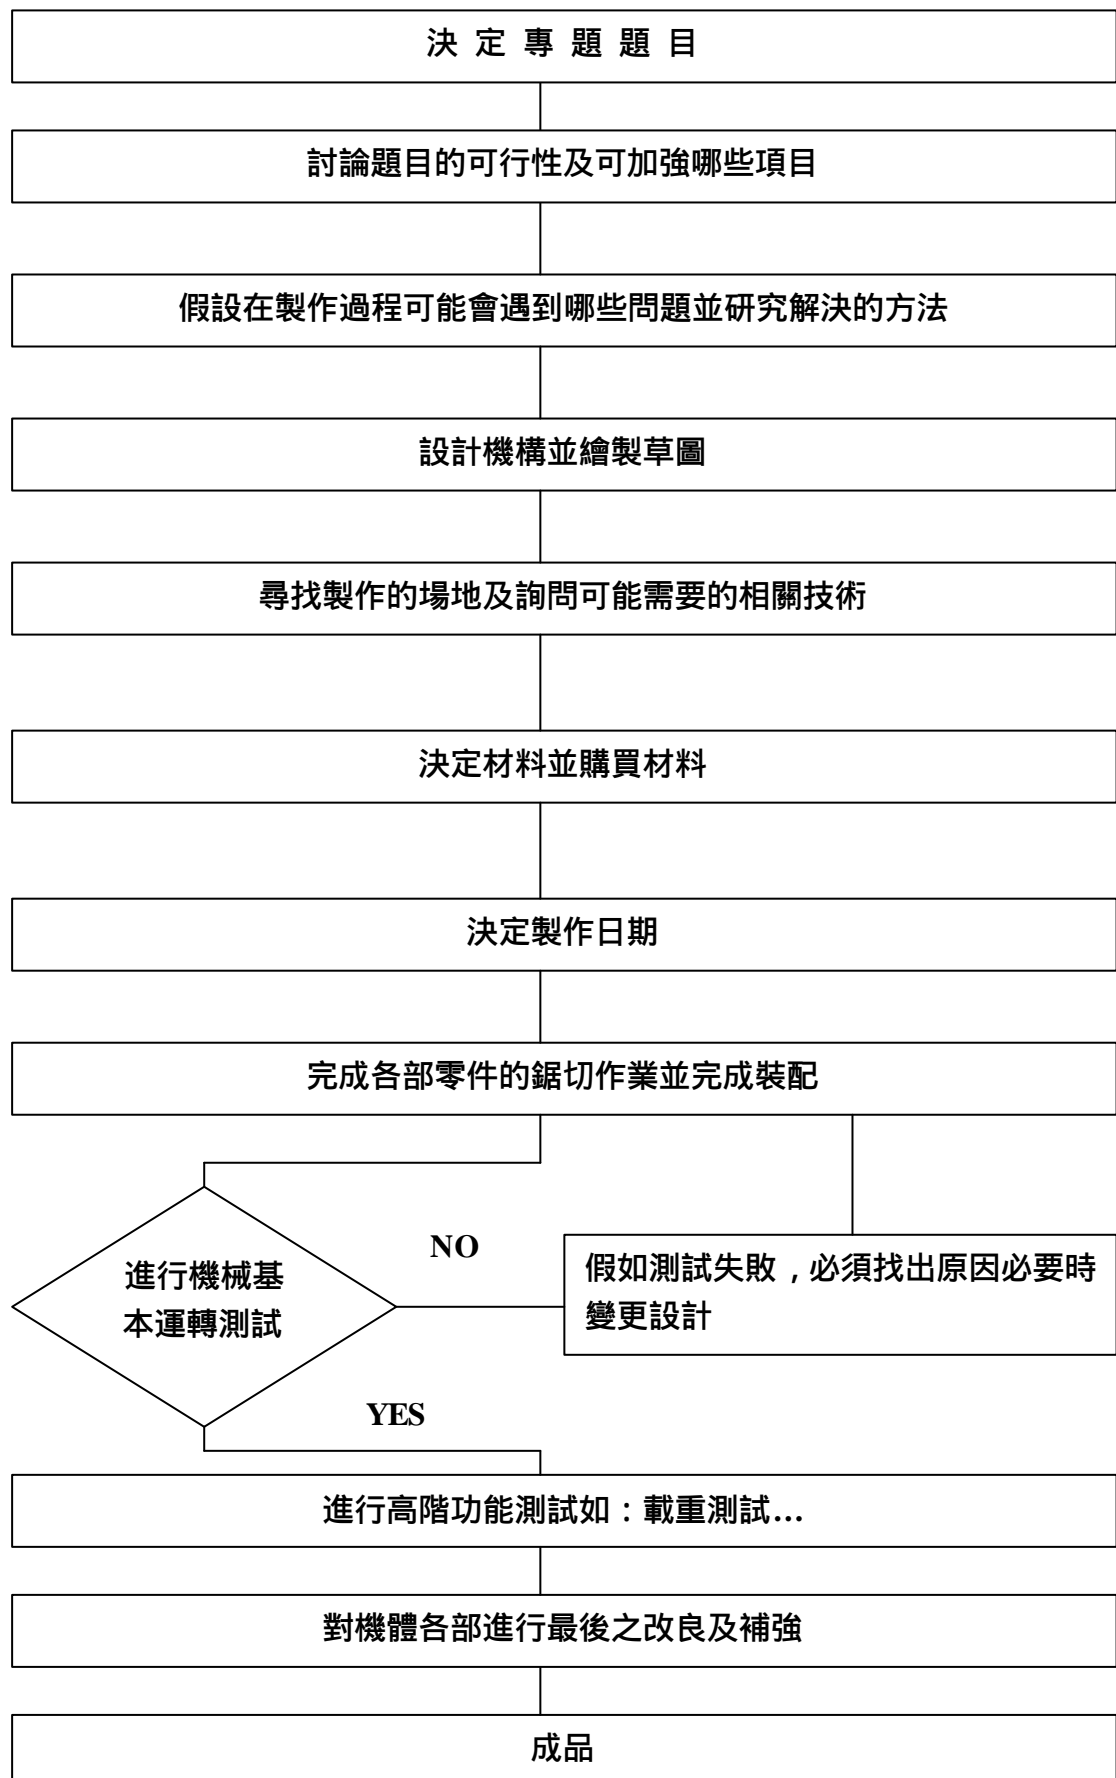 決定專題題目
討論題目的可行性及可加強哪些項目
假設在製作過程可能會遇到哪些問題並研究解決的方法
設計機構並繪製草圖
尋找製作的場地及詢問可能需要的相關技術
決定材料並購買材料
決定製作日期
完成各部零件的鋸切作業並完成裝配
進行機械基
本運轉測試
NO
假如測試失敗，必須找出原因必要時
變更設計
YES
進行高階功能測試如：載重測試...
對機體各部進行最後之改良及補強
成品